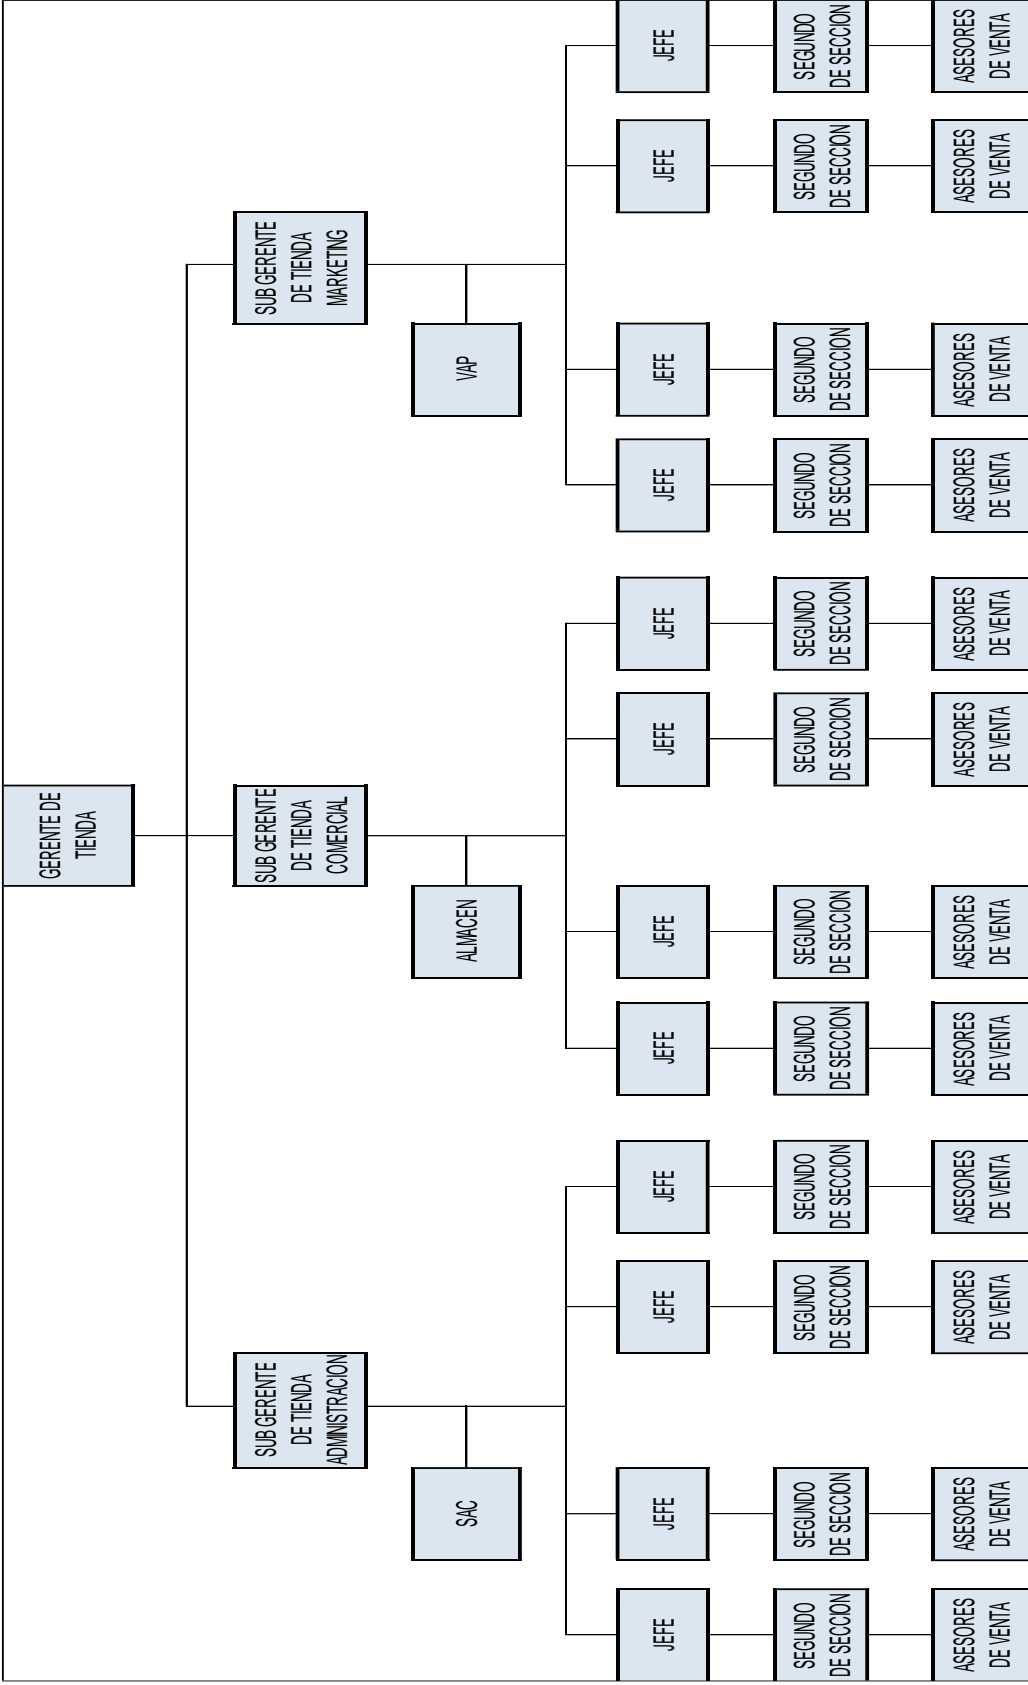 GERENTE DE
TIENDA
SUB GERENTE
DE TIENDA
ADMINISTRACION
SUB GERENTE
DE TIENDA
COMERCIAL
SUB GERENTE
DE TIENDA
MARKETING
SAC
ALMACEN
VAP
JEFE
JEFE
JEFE
JEFE
JEFE
JEFE
JEFE
JEFE
JEFE
JEFE
JEFE
JEFE
SEGUNDO
DE SECCION
SEGUNDO
DE SECCION
SEGUNDO
DE SECCION
SEGUNDO
DE SECCION
SEGUNDO
DE SECCION
SEGUNDO
DE SECCION
SEGUNDO
DE SECCION
SEGUNDO
DE SECCION
SEGUNDO
DE SECCION
SEGUNDO
DE SECCION
SEGUNDO
DE SECCION
SEGUNDO
DE SECCION
ASESORES
DE VENTA
ASESORES
DE VENTA
ASESORES
DE VENTA
ASESORES
DE VENTA
ASESORES
DE VENTA
ASESORES
DE VENTA
ASESORES
DE VENTA
ASESORES
DE VENTA
ASESORES
DE VENTA
ASESORES
DE VENTA
ASESORES
DE VENTA
ASESORES
DE VENTA